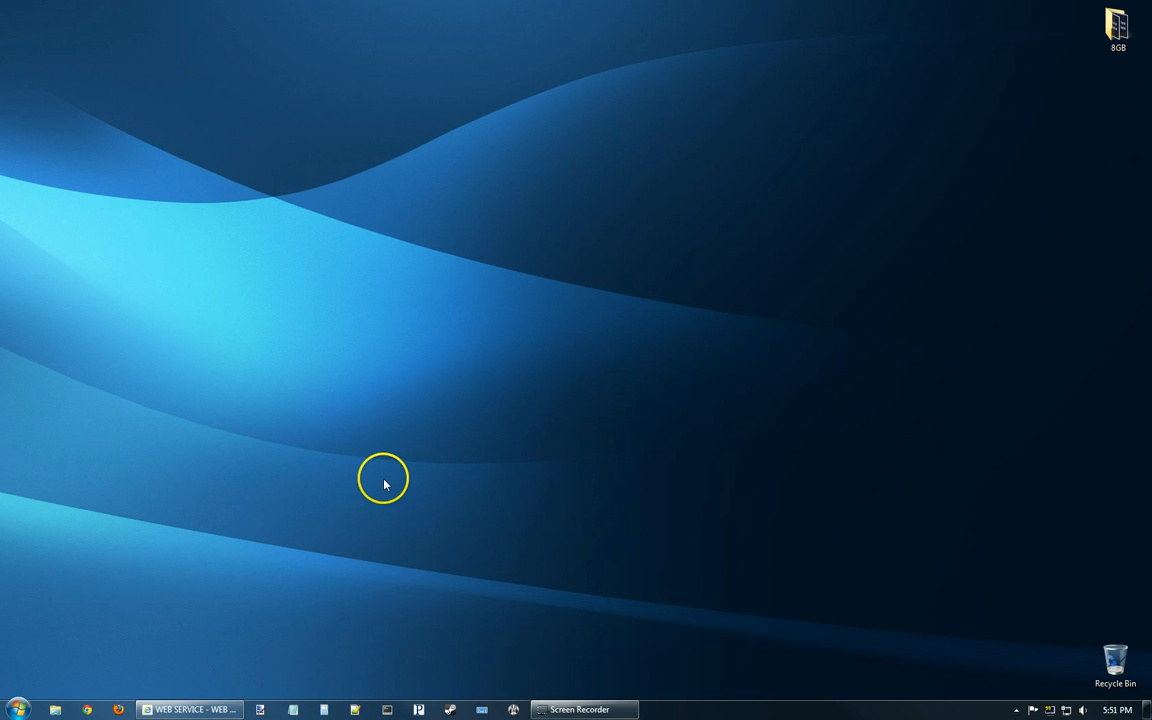 8GB
Recycle Bin
WEB SERVICE - WEB ...
Screen Recorder
5:51 PM